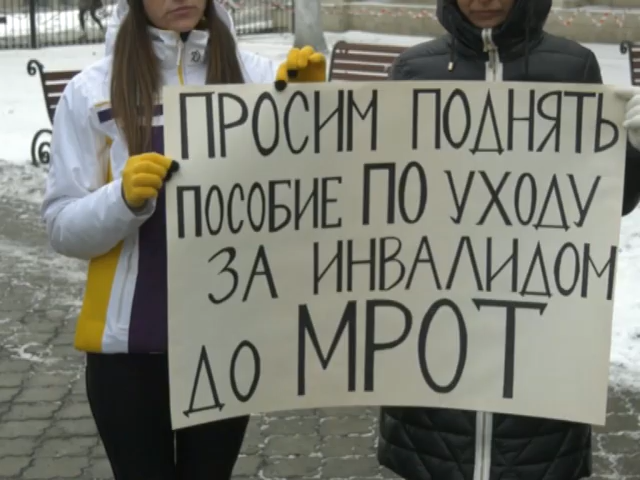 ПРОСИМ ПОДНЯТЬ
ПОСОБИЕ ПО УХОДУ
ЗА ИНВАЛИДОМ
ДО МРОТ